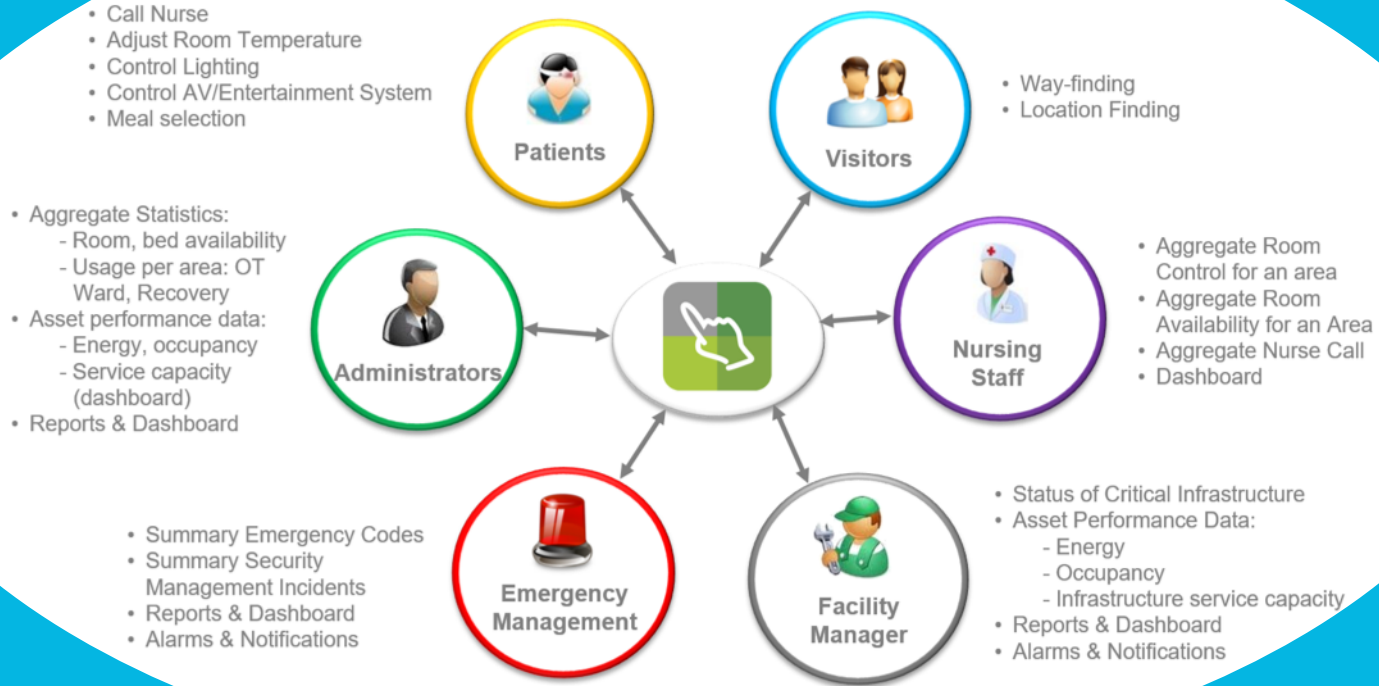 • Call Nurse
• Adjust Room Temperature
• Control Lighting
• Control AV/Entertainment System
• Meal selection
Patients
Visitors
• Way-finding
• Location Finding
• Aggregate Statistics:
- Room, bed availability
- Usage per area: OT
Ward, Recovery
• Asset performance data:
- Energy, occupancy
- Service capacity
(dashboard)
• Reports & Dashboard
Administrators
Nursing
Staff
• Aggregate Room
Control for an area
• Aggregate Room
Availability for an Area
• Aggregate Nurse Call
• Dashboard
• Summary Emergency Codes
• Summary Security
Management Incidents
• Reports & Dashboard
• Alarms & Notifications
Emergency
Management
Facility
Manager
• Status of Critical Infrastructure
• Asset Performance Data:
- Energy
- Occupancy
- Infrastructure service capacity
• Reports & Dashboard
• Alarms & Notifications